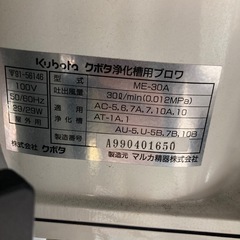 Kubota クボタ浄化槽用ブロワ
〒91-56146 型式 ME-30A
100V 吐出風量 30ℓ/min(0.012MPa)
50/60Hz 適用 AC-5,6,7A,7,10A,10
29/29W 浄化槽 AT-1A,1
屋外用 AU-5,U-5B,7B,10B
株式会社クボタ 製造番号 A990401650
製造元 マルカ精器株式会社